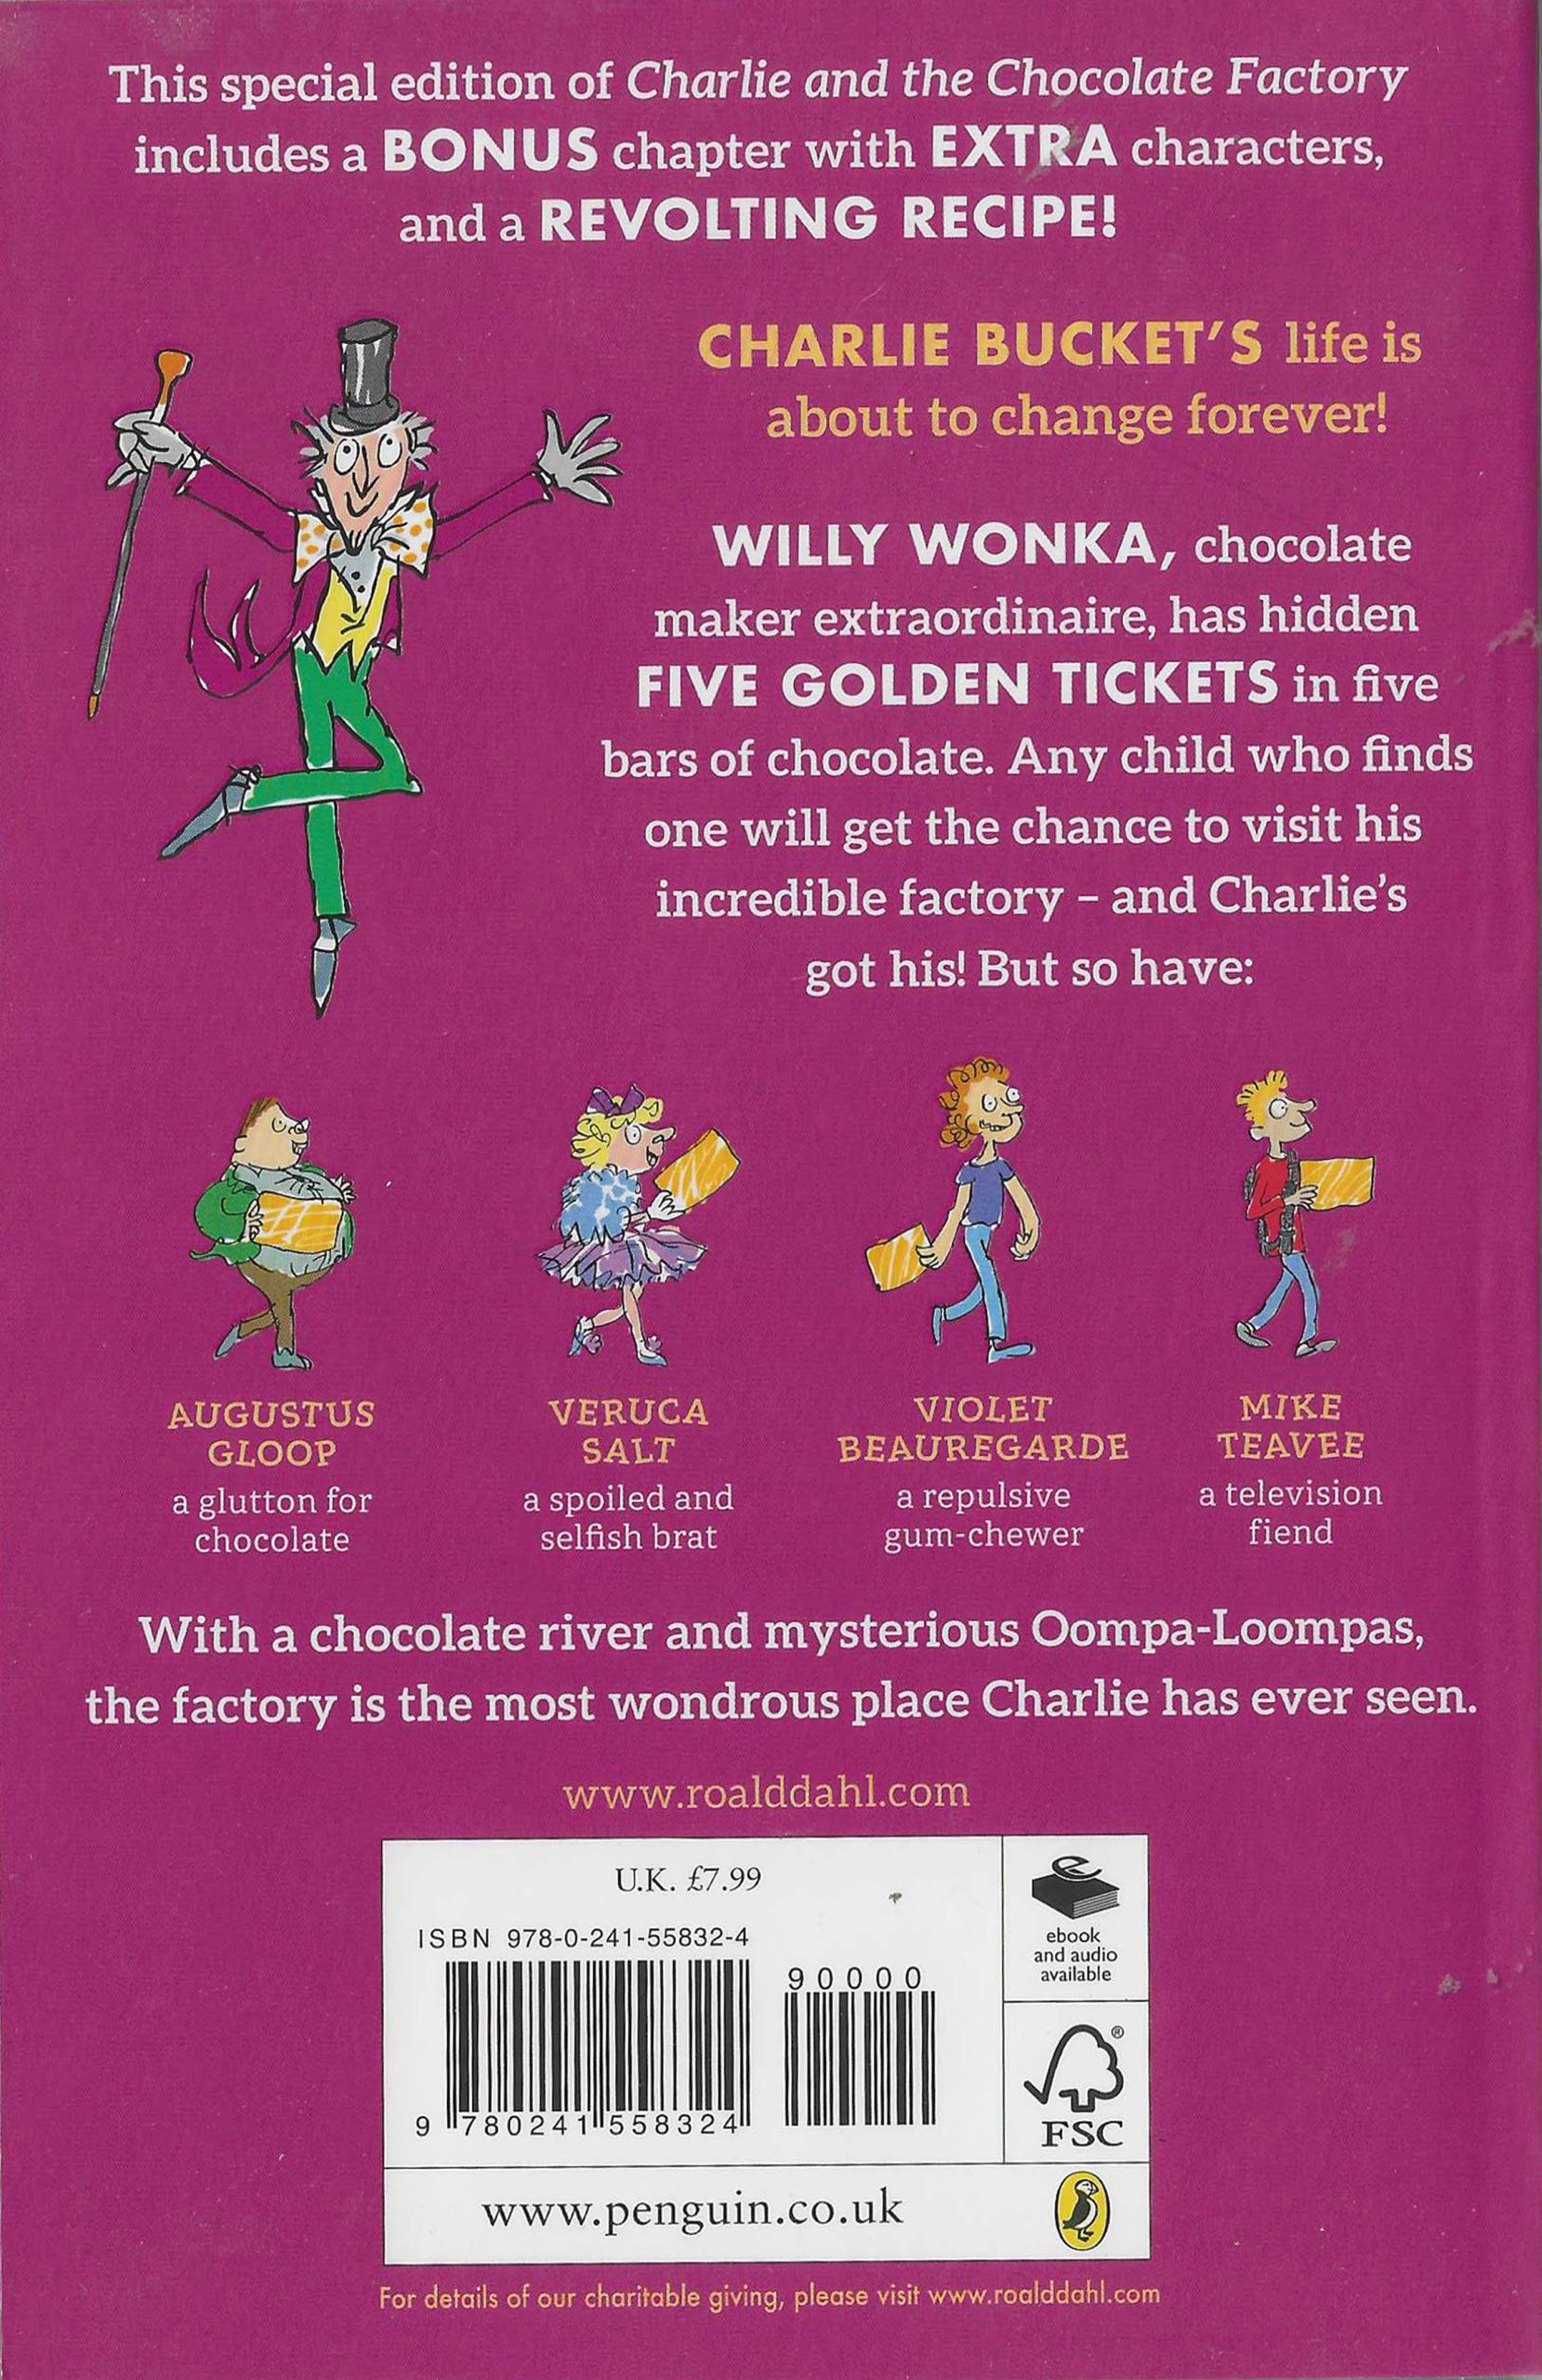 This special edition of Charlie and the Chocolate Factory
includes a BONUS chapter with EXTRA characters,
and a REVOLTING RECIPE!
CHARLIE BUCKET'S life is
about to change forever!
WILLY WONKA, chocolate
maker extraordinaire, has hidden
FIVE GOLDEN TICKETS in five
bars of chocolate. Any child who finds
one will get the chance to visit his
incredible factory – and Charlie's
got his! But so have:
AUGUSTUS
GLOOP
a glutton for
chocolate
VERUCA
SALT
a spoiled and
selfish brat
VIOLET
BEAUREGARDE
a repulsive
gum-chewer
MIKE
TEAVEE
a television
fiend
With a chocolate river and mysterious Oompa-Loompas,
the factory is the most wondrous place Charlie has ever seen.
www.roalddahl.com
U.K. £7.99
ISBN 978-0-241-55832-4
90000
9 780241 558324
ebook
and audio
available
®
FSC
www.penguin.co.uk
For details of our charitable giving, please visit www.roalddahl.com